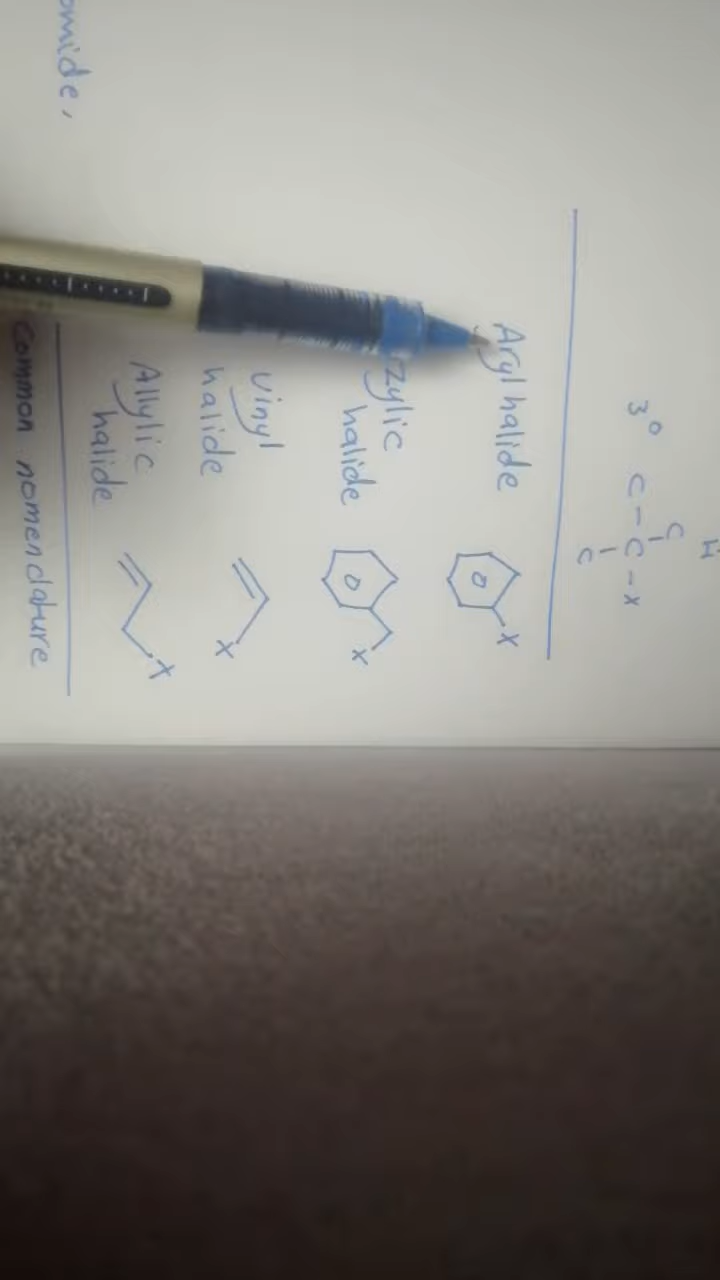 H
C
3° C - C - X
C
Aryl halide X
zylic
halide X
Vinyl
halide X
Allylic
halide X
Common nomenclature
omide,